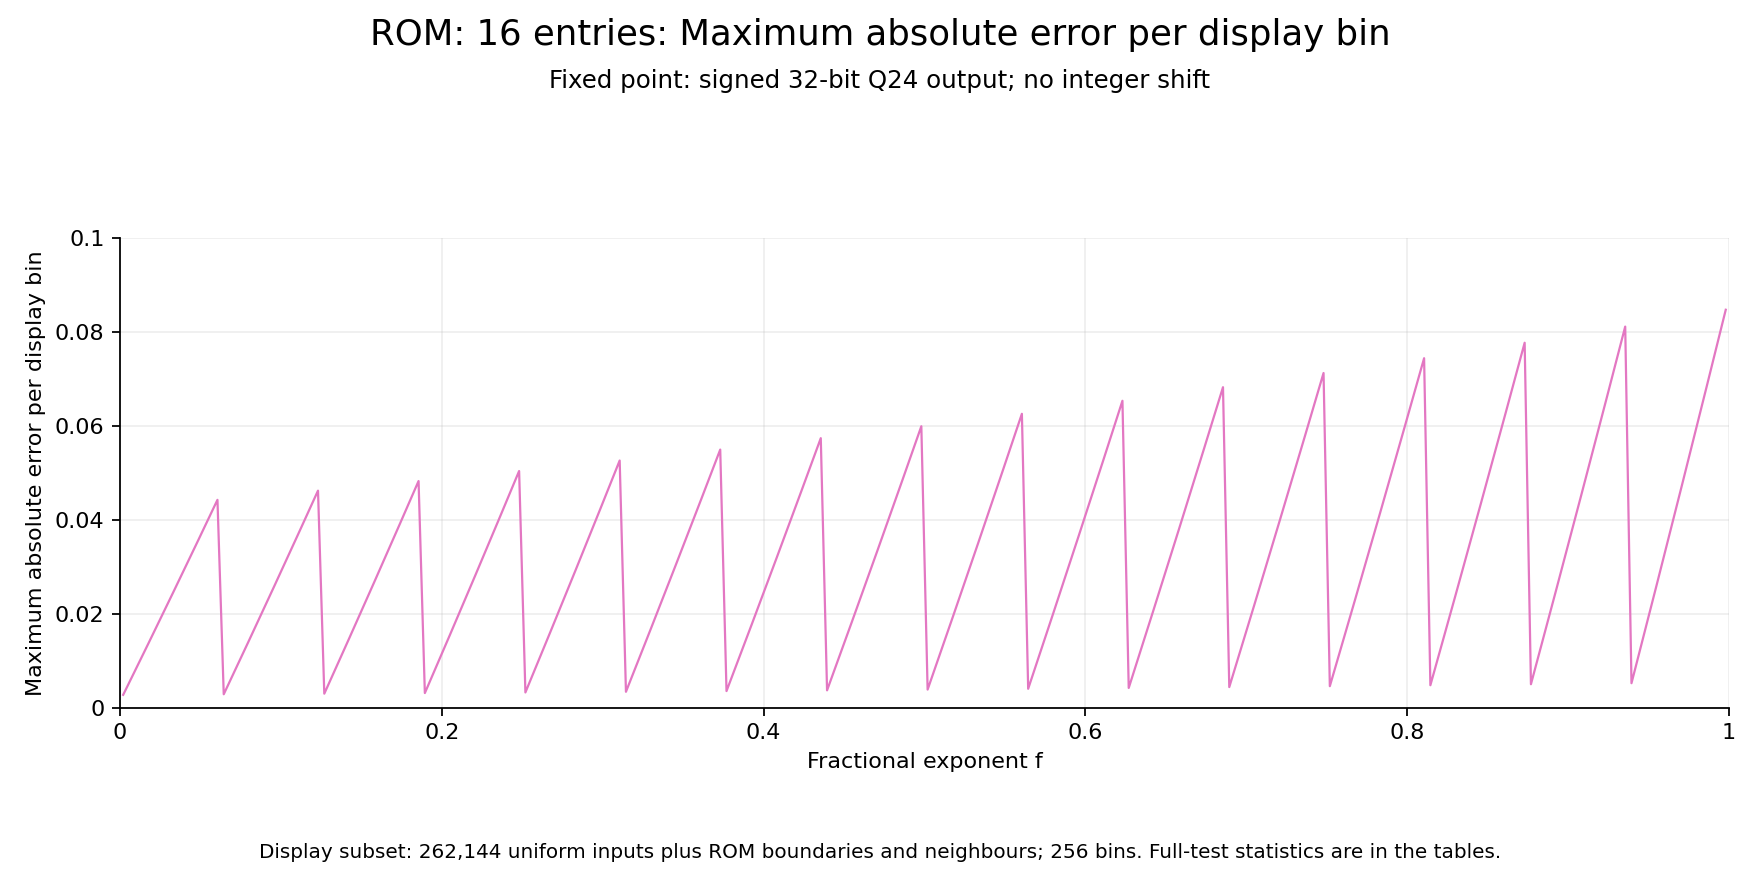 ROM: 16 entries: Maximum absolute error per display bin
Fixed point: signed 32-bit Q24 output; no integer shift
Maximum absolute error per display bin
0.1
0.08
0.06
0.04
0.02
0
0 0.2 0.4 0.6 0.8 1
Fractional exponent f
Display subset: 262,144 uniform inputs plus ROM boundaries and neighbours; 256 bins. Full-test statistics are in the tables.